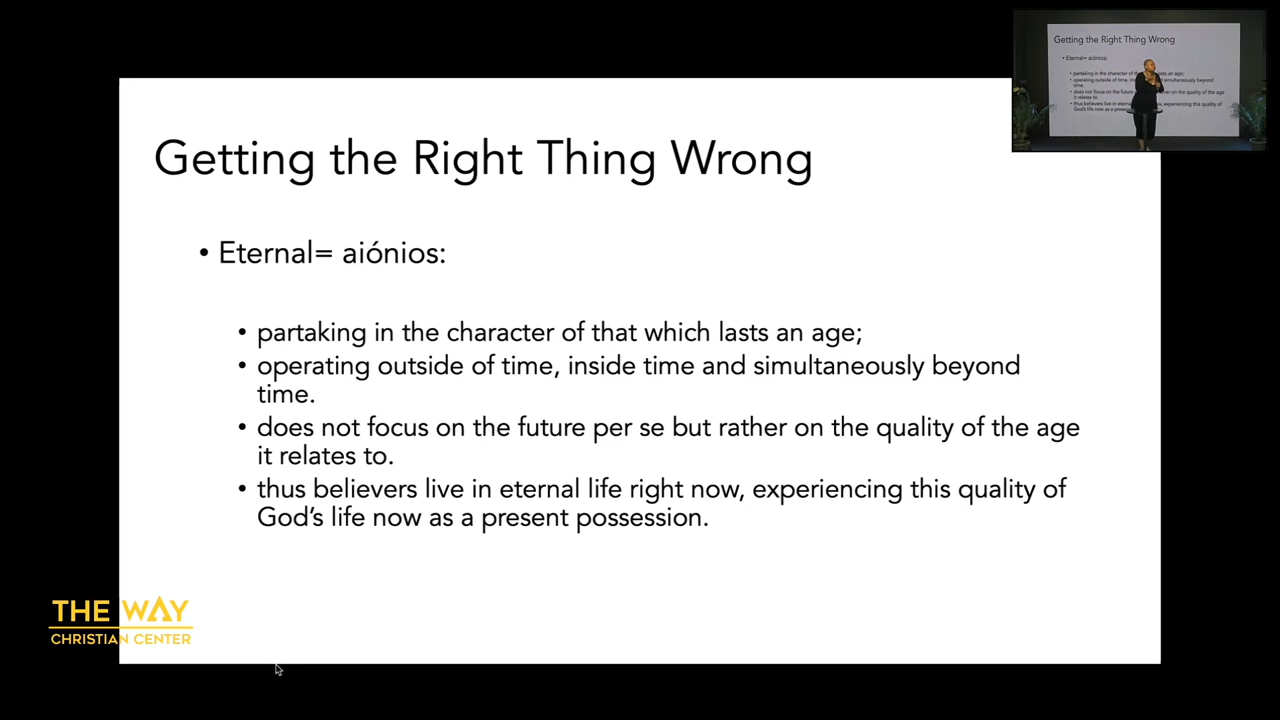 Getting the Right Thing Wrong
• Eternal= aiónios:
• partaking in the character of that which lasts an age;
• operating outside of time, inside time and simultaneously beyond
time.
• does not focus on the future per se but rather on the quality of the age
it relates to.
• thus believers live in eternal life right now, experiencing this quality of
God's life now as a present possession.
THE WAY
CHRISTIAN CENTER
Getting the Right Thing Wrong
• Eternal= aiónios: